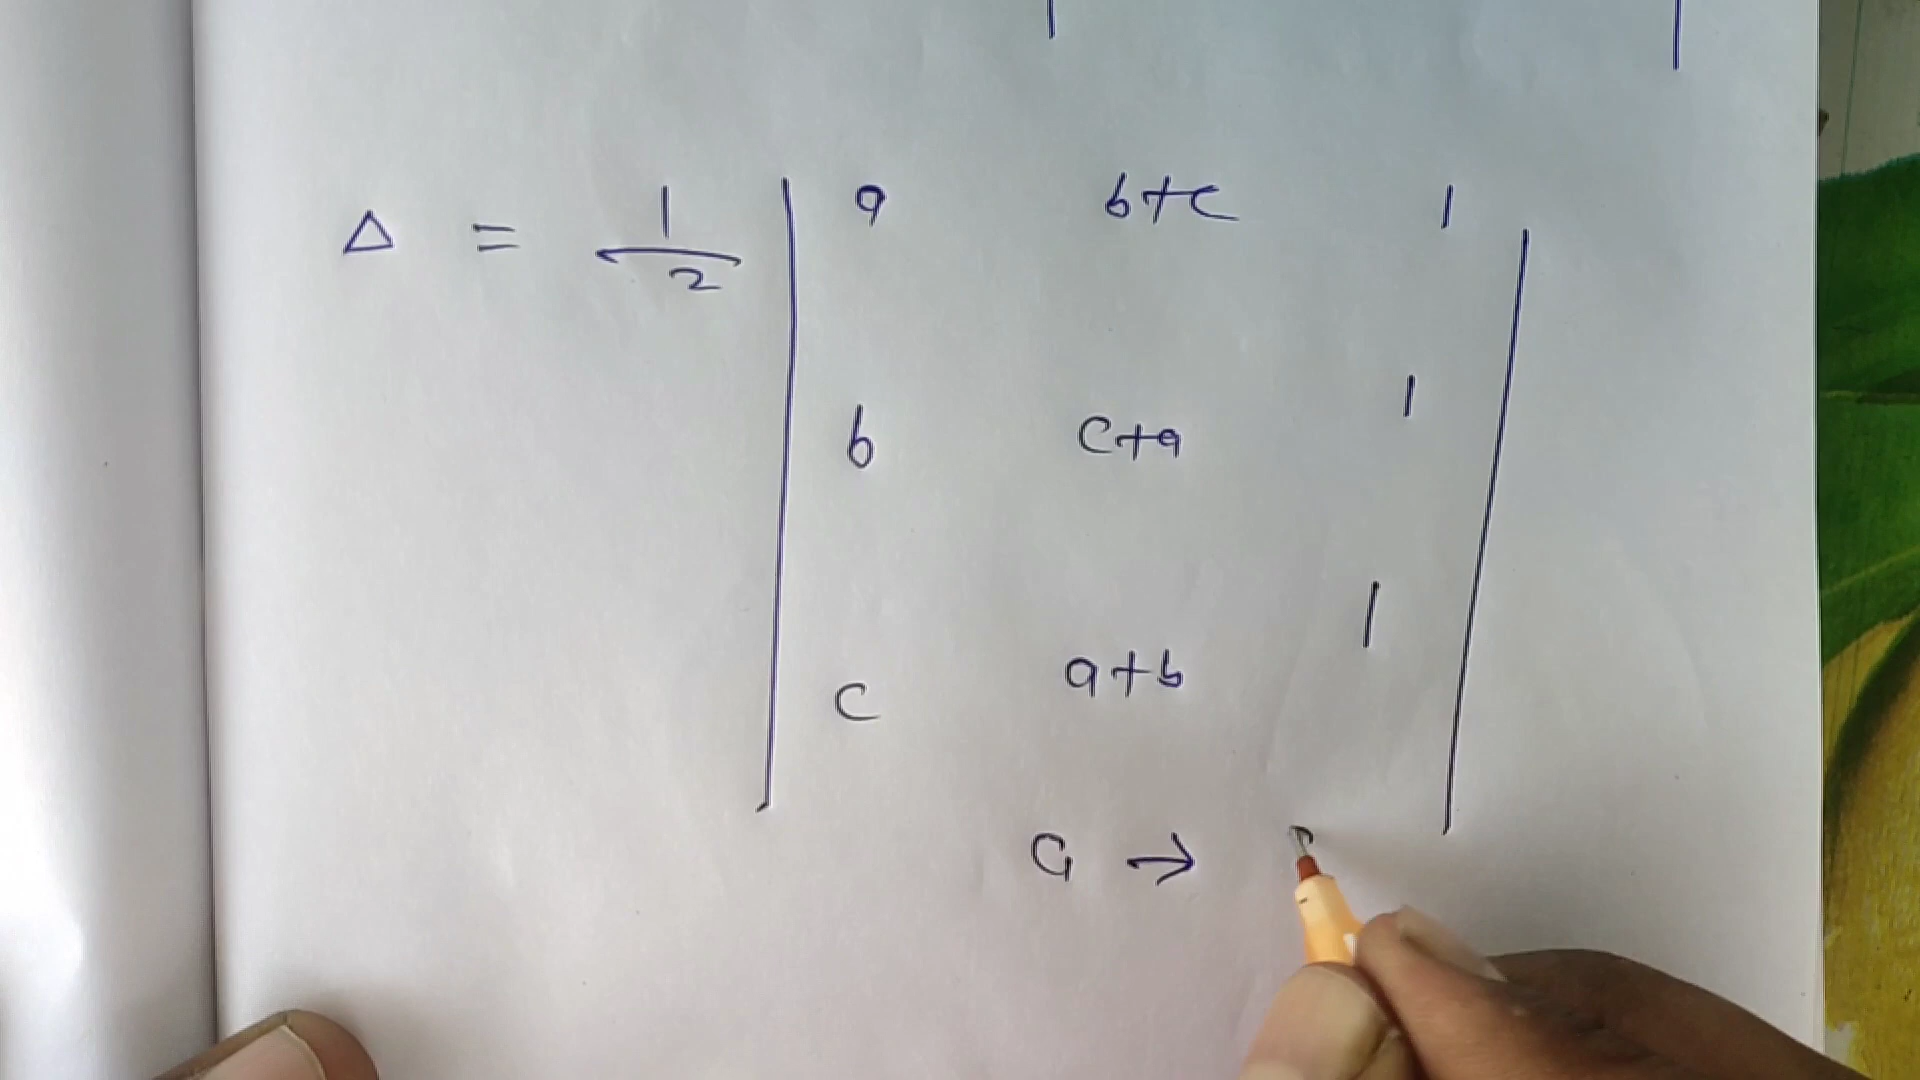 Δ = 1/2 | a b+c 1 |
b c+a 1
c a+b 1
C₁ →